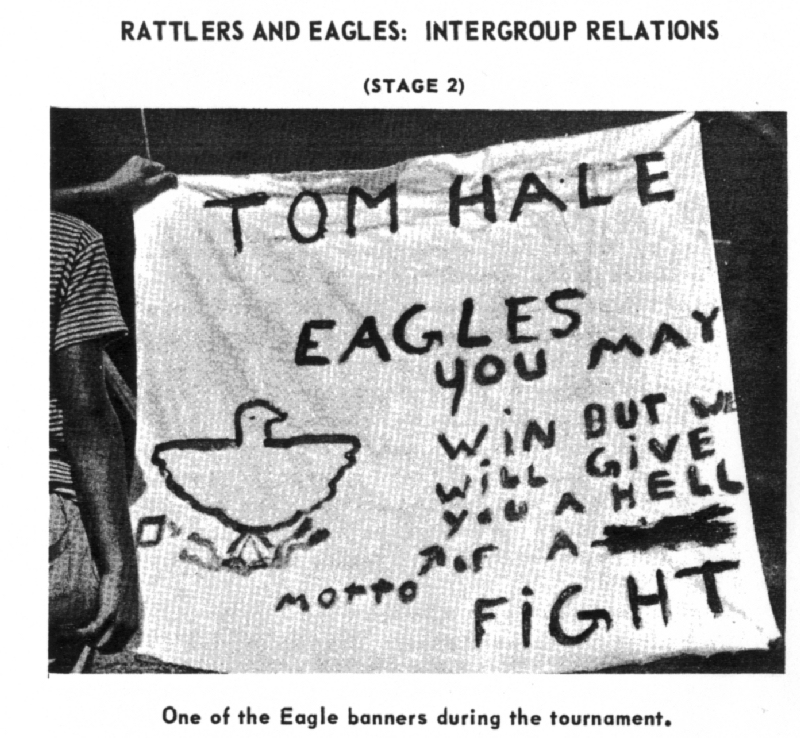 RATTLERS AND EAGLES: INTERGROUP RELATIONS
(STAGE 2)
TOM HALE
EAGLES
YOU MAY
WIN BUT WE
WILL GIVE
YOU A HELL
OF A
FIGHT
MOTTO
One of the Eagle banners during the tournament.